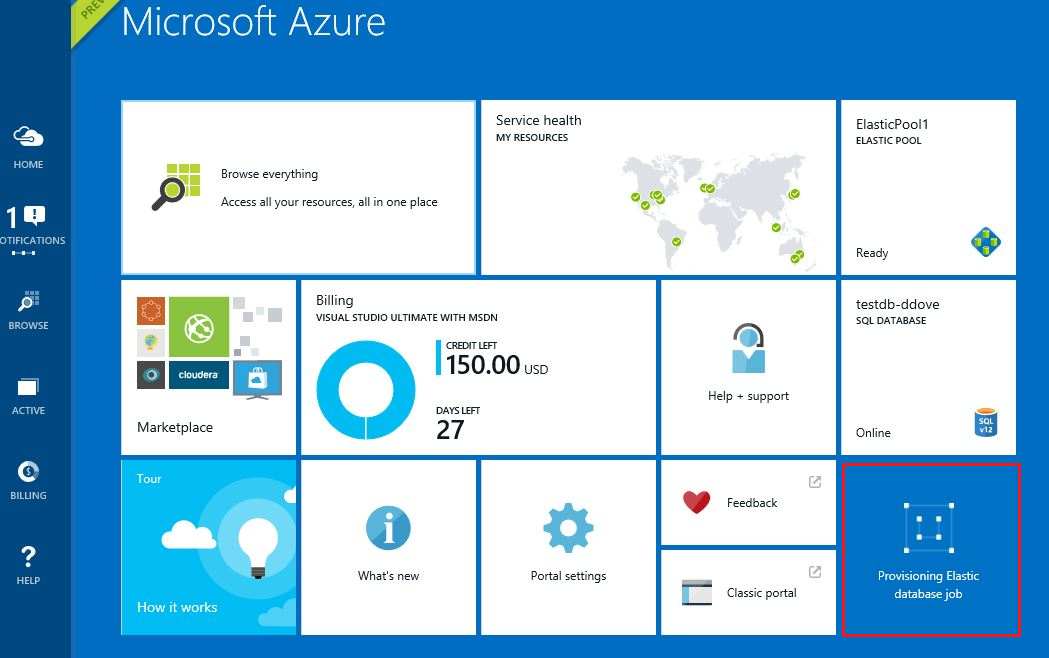 PREV
Microsoft Azure
HOME
1
OTIFICATIONS
BROWSE
ACTIVE
BILLING
HELP
Browse everything
Access all your resources, all in one place
Service health
MY RESOURCES
ElasticPool1
ELASTIC POOL
Ready
cloudera
Marketplace
Billing
VISUAL STUDIO ULTIMATE WITH MSDN
CREDIT LEFT
150.00 USD
DAYS LEFT
27
Help + support
testdb-ddove
SQL DATABASE
Online
SQL
v12
Tour
How it works
What's new
Portal settings
Feedback
Classic portal
Provisioning Elastic
database job